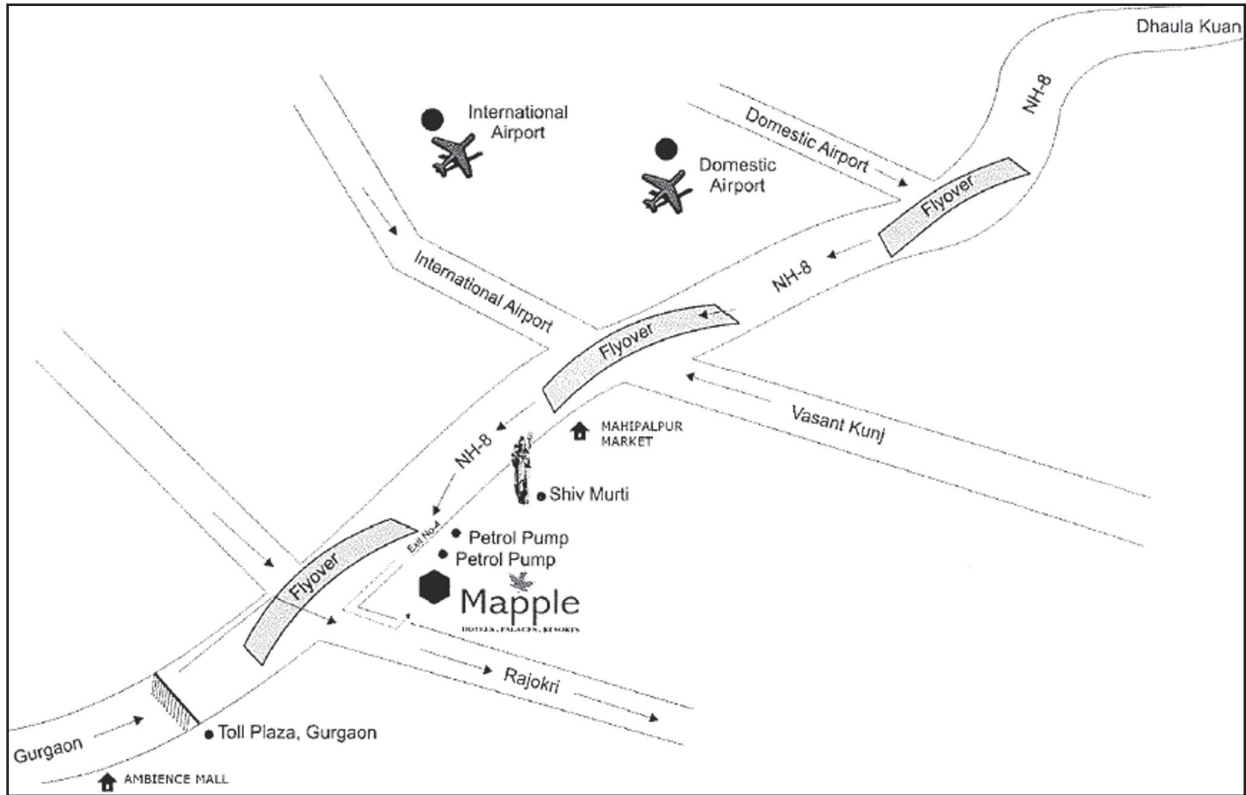 Dhaula Kuan
NH-8
International
Airport
Domestic Airport
Domestic
Airport
Flyover
International Airport
NH-8
Flyover
Vasant Kunj
MAHIPALPUR
MARKET
NH-8
Shiv Murti
Exit No-4
Petrol Pump
Petrol Pump
Flyover
Mapple
HOTELS, PALACES, RESORTS
Rajokri
Toll Plaza, Gurgaon
Gurgaon
AMBIENCE MALL